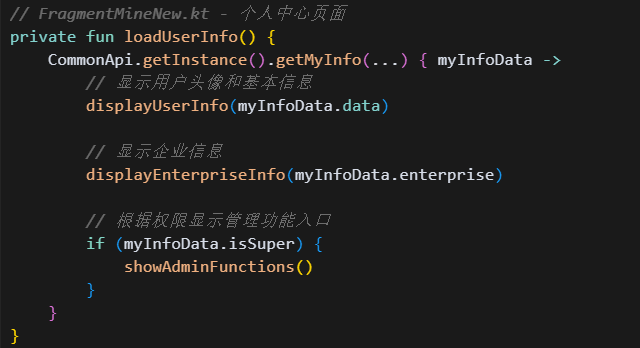 // FragmentMineNew.kt - 个人中心页面
private fun loadUserInfo() {
    CommonApi.getInstance().getMyInfo(...) { myInfoData ->
        // 显示用户头像和基本信息
        displayUserInfo(myInfoData.data)

        // 显示企业信息
        displayEnterpriseInfo(myInfoData.enterprise)

        // 根据权限显示管理功能入口
        if (myInfoData.isSuper) {
            showAdminFunctions()
        }
    }
}